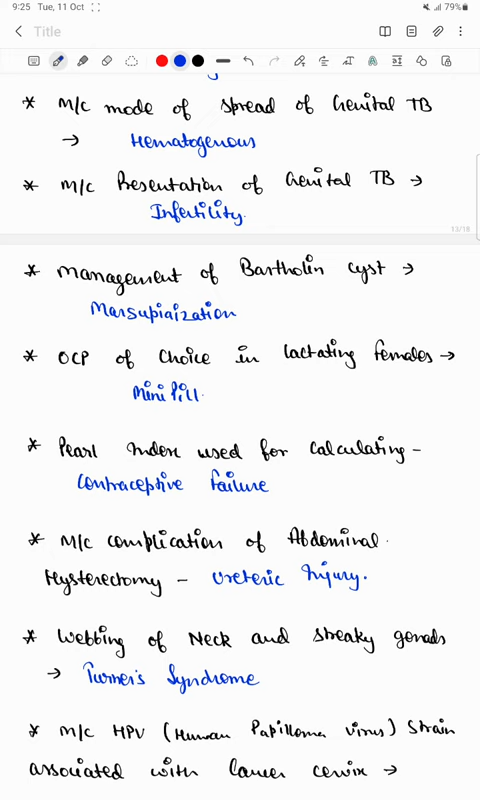 9:25 Tue, 11 Oct
79%
Title
* M/c mode of spread of Genital TB
→ Hematogenous
* M/c Presentation of Genital TB →
Infertility.
13/18
* Management of Bartholin cyst →
Marsupiaization
* OCP of Choice in lactating females →
Mini Pill.
* Pearl Index used for Calculating -
Contraceptive Failure
* M/c complication of Abdominal.
Hysterectomy - Ureteric Injury.
* Webbing of Neck and streaky gonads
→ Turner's Syndrome
* M/c HPV (Human Papilloma virus) Strain
associated with Cancer cervix →